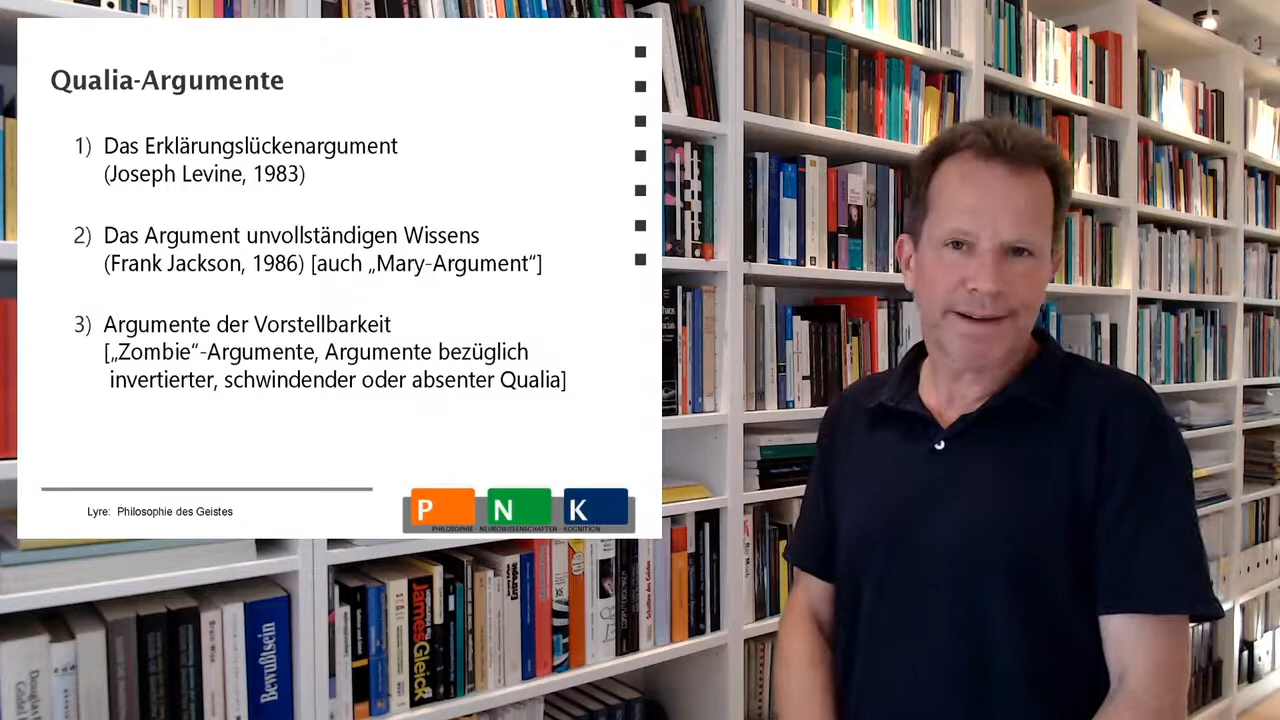 Qualia-Argumente
1) Das Erklärungslückenargument
(Joseph Levine, 1983)
2) Das Argument unvollständigen Wissens
(Frank Jackson, 1986) [auch „Mary-Argument“]
3) Argumente der Vorstellbarkeit
[„Zombie“-Argumente, Argumente bezüglich
invertierter, schwindender oder absenter Qualia]
Lyre: Philosophie des Geistes
P N K
PHILOSOPHIE NEUROWISSENSCHAFTEN KOGNITION
James Gleick
Bewußtsein